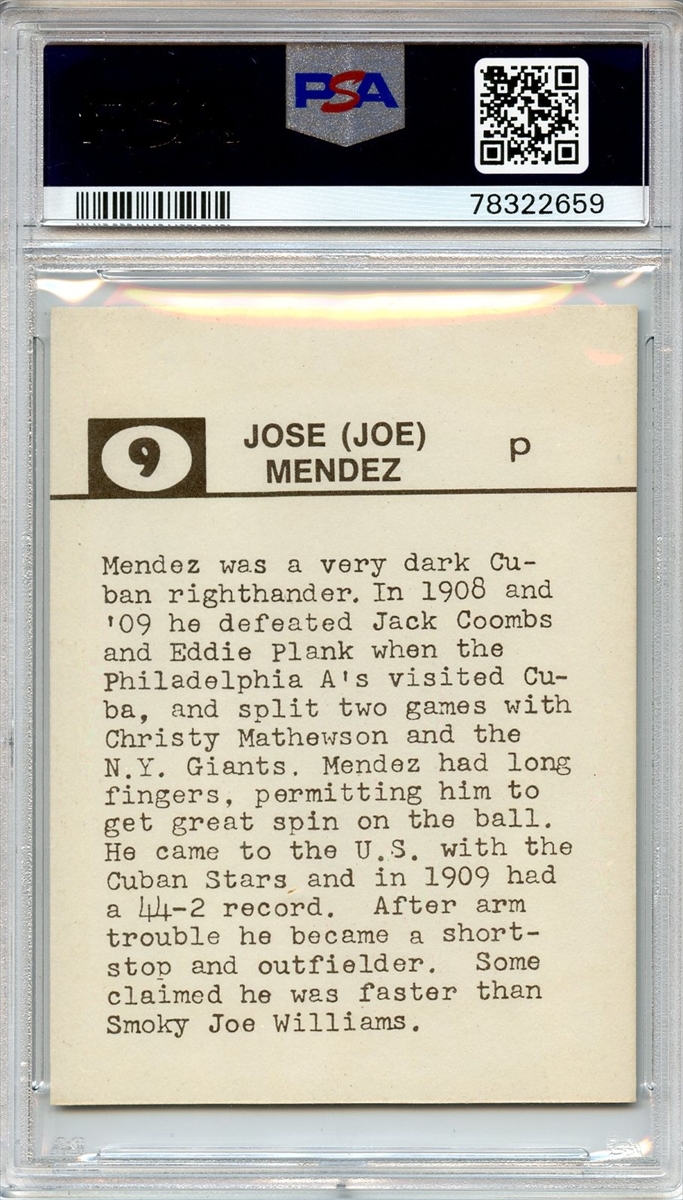 PSA
78322659
9
JOSE (JOE)
MENDEZ
p
Mendez was a very dark Cu-
ban righthander. In 1908 and
'09 he defeated Jack Coombs
and Eddie Plank when the
Philadelphia A's visited Cu-
ba, and split two games with
Christy Mathewson and the
N.Y. Giants. Mendez had long
fingers, permitting him to
get great spin on the ball.
He came to the U.S. with the
Cuban Stars and in 1909 had
a 44-2 record.  After arm
trouble he became a short-
stop and outfielder.  Some
claimed he was faster than
Smoky Joe Williams.